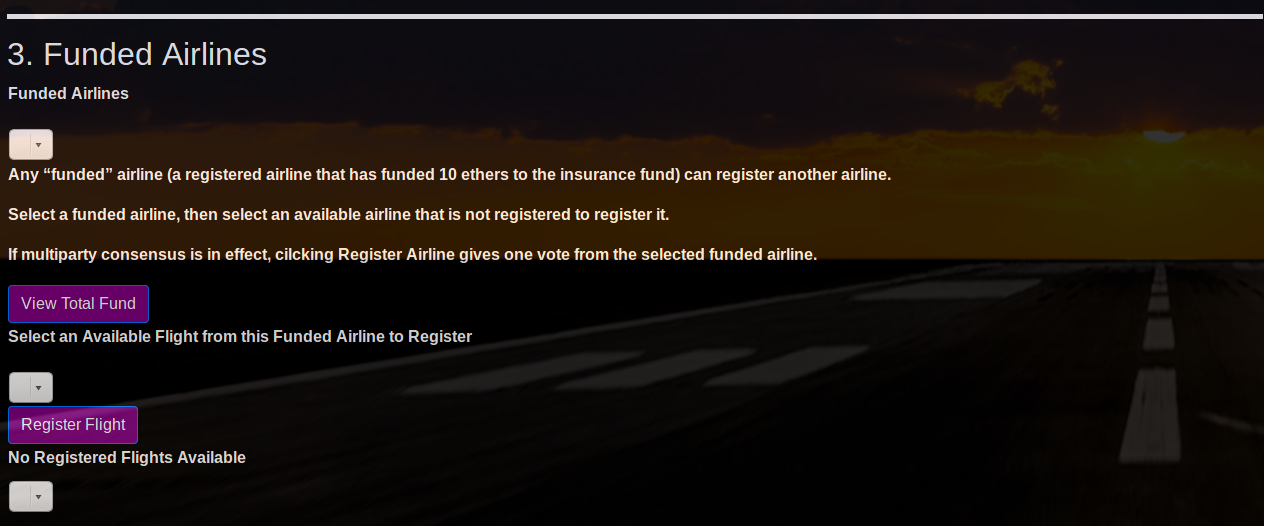 3. Funded Airlines
Funded Airlines
Any “funded” airline (a registered airline that has funded 10 ethers to the insurance fund) can register another airline.
Select a funded airline, then select an available airline that is not registered to register it.
If multiparty consensus is in effect, cilcking Register Airline gives one vote from the selected funded airline.
View Total Fund
Select an Available Flight from this Funded Airline to Register
Register Flight
No Registered Flights Available